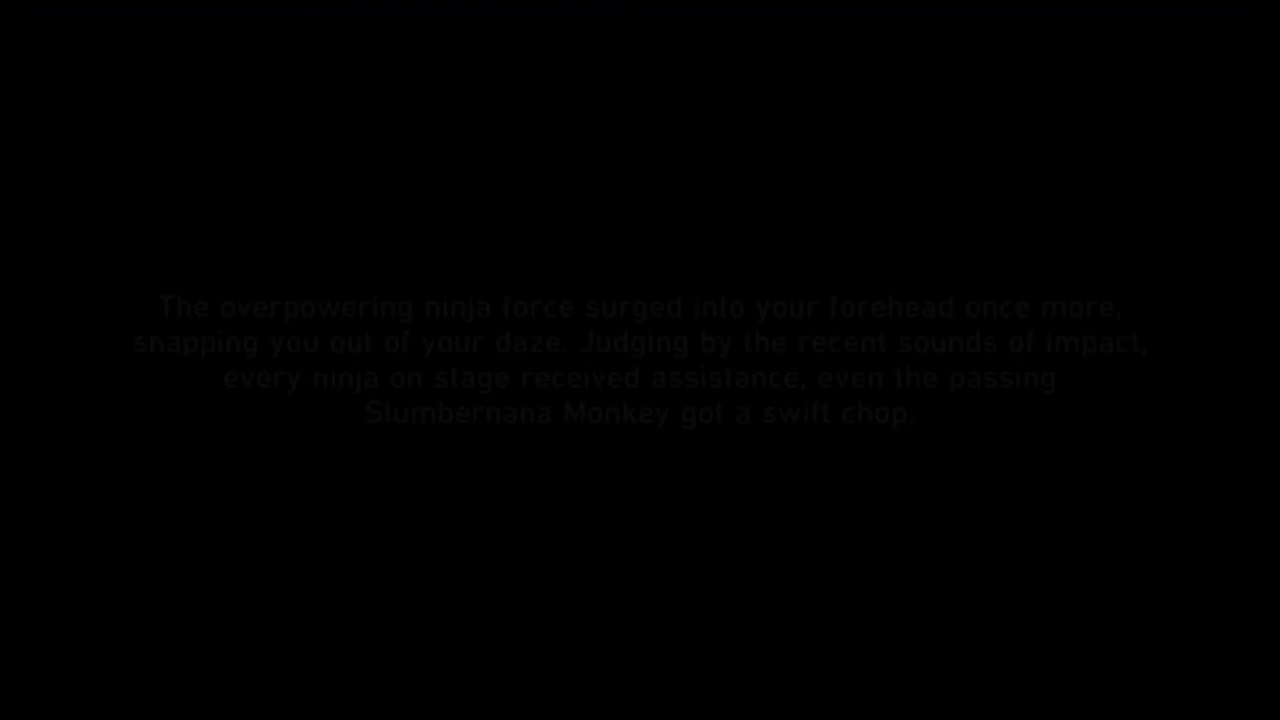 The overpowering ninja force surged into your forehead once more,
snapping you out of your daze. Judging by the recent sounds of impact,
every ninja on stage received assistance, even the passing
Slumbernana Monkey got a swift chop.